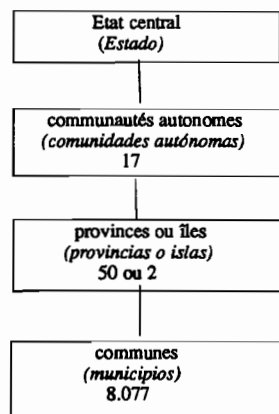 Etat central
(Estado)
communautés autonomes
(comunidades autónomas)
17
provinces ou îles
(provincias o islas)
50 ou 2
communes
(municipios)
8.077